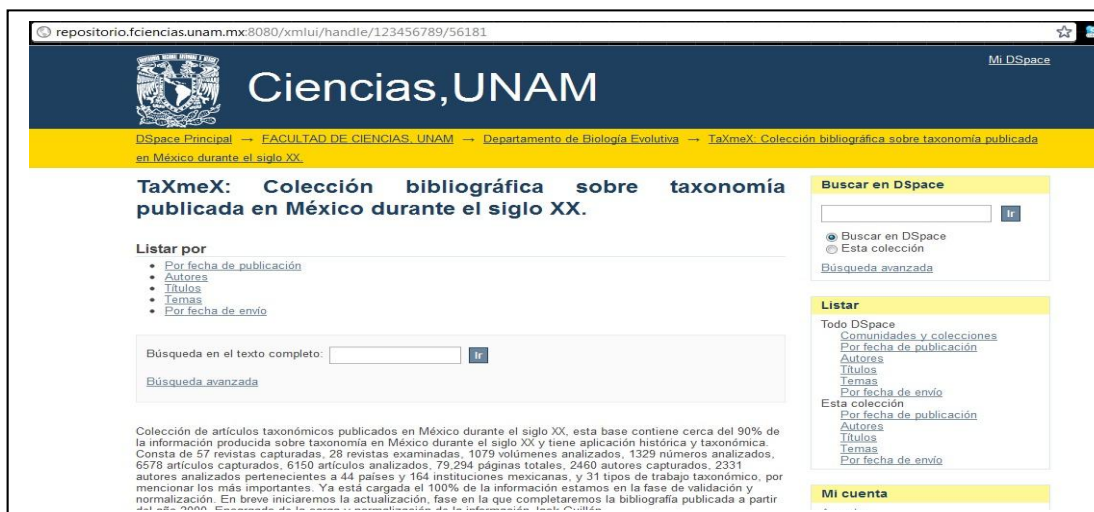 repositorio.fciencias.unam.mx:8080/xmlui/handle/123456789/56181
Mi DSpace
Ciencias,UNAM
DSpace Principal → FACULTAD DE CIENCIAS, UNAM → Departamento de Biología Evolutiva → TaXmeX: Colección bibliográfica sobre taxonomía publicada
en México durante el siglo XX.
TaXmeX: Colección bibliográfica sobre taxonomía
publicada en México durante el siglo XX.
Listar por
Por fecha de publicación
Autores
Títulos
Temas
Por fecha de envío
Búsqueda en el texto completo:
Ir
Búsqueda avanzada
Colección de artículos taxonómicos publicados en México durante el siglo XX, esta base contiene cerca del 90% de
la información producida sobre taxonomía en México durante el siglo XX y tiene aplicación histórica y taxonómica.
Consta de 57 revistas capturadas, 28 revistas examinadas, 1079 volúmenes analizados, 1329 números analizados,
6578 artículos capturados, 6150 artículos analizados, 79,294 páginas totales, 2460 autores capturados, 2331
autores analizados pertenecientes a 44 países y 164 instituciones mexicanas, y 31 tipos de trabajo taxonómico, por
mencionar los más importantes. Ya está cargada el 100% de la información estamos en la fase de validación y
normalización. En breve iniciaremos la actualización, fase en la que completaremos la bibliografía publicada a partir
del año 2000. Encargado de la carga y normalización de la información
Buscar en DSpace
Ir
Buscar en DSpace
Esta colección
Búsqueda avanzada
Listar
Todo DSpace
Comunidades y colecciones
Por fecha de publicación
Autores
Títulos
Temas
Por fecha de envío
Esta colección
Por fecha de publicación
Autores
Títulos
Temas
Por fecha de envío
Mi cuenta